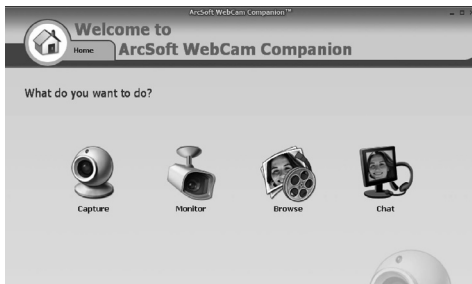 ArcSoft WebCam Companion™
Welcome to
Home
ArcSoft WebCam Companion
What do you want to do?
Capture Monitor Browse Chat